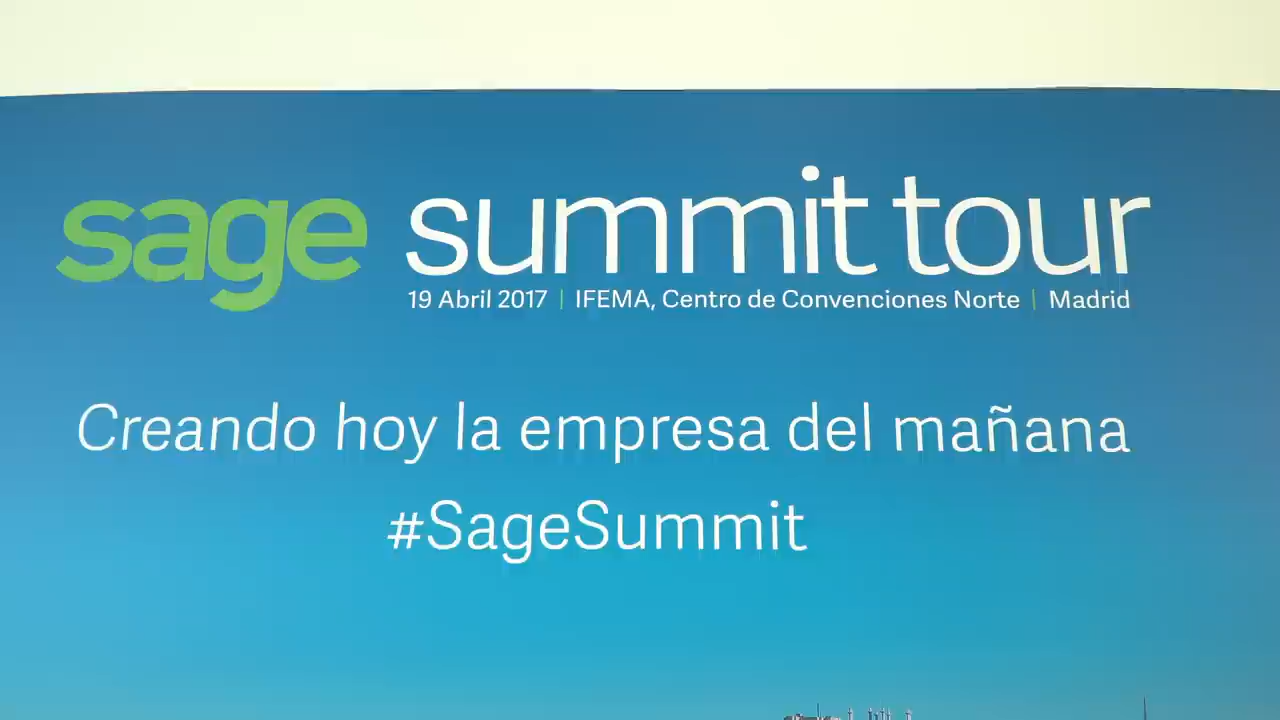 sage summit tour
19 Abril 2017 | IFEMA, Centro de Convenciones Norte | Madrid
Creando hoy la empresa del mañana
#SageSummit